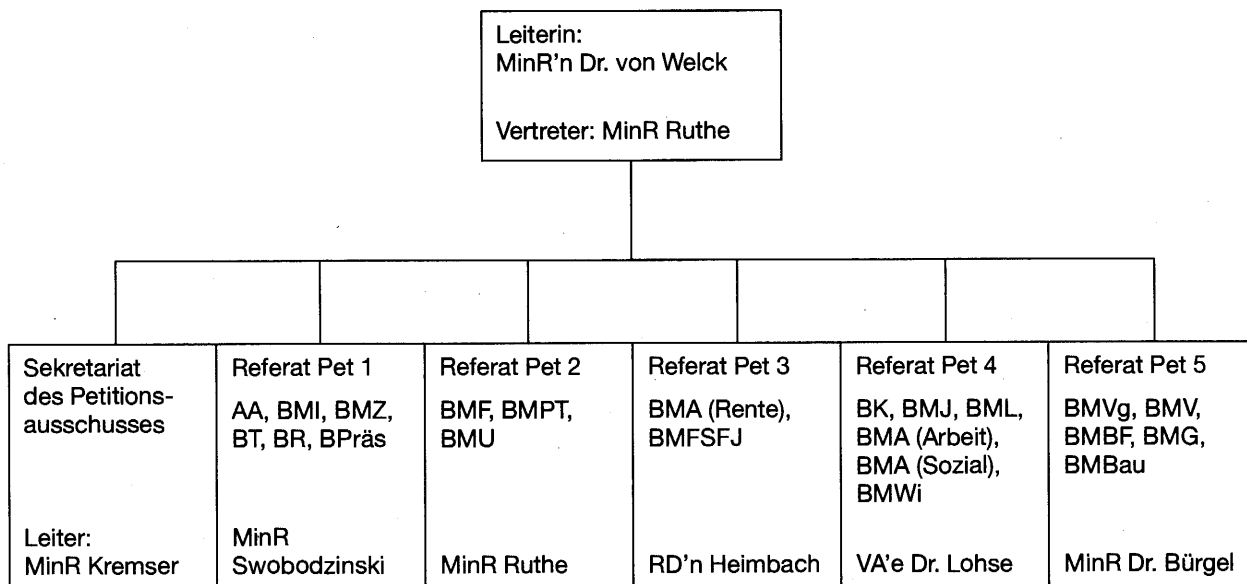 Leiterin:
MinR’n Dr. von Welck
Vertreter: MinR Ruthe
Sekretariat
des Petitions-
ausschusses
Leiter:
MinR Kremser
Referat Pet 1
AA, BMI, BMZ,
BT, BR, BPräs
MinR
Swobodzinski
Referat Pet 2
BMF, BMPT,
BMU
MinR Ruthe
Referat Pet 3
BMA (Rente),
BMFSFJ
RD’n Heimbach
Referat Pet 4
BK, BMJ, BML,
BMA (Arbeit),
BMA (Sozial),
BMWi
VA’e Dr. Lohse
Referat Pet 5
BMVg, BMV,
BMBF, BMG,
BMBau
MinR Dr. Bürgel